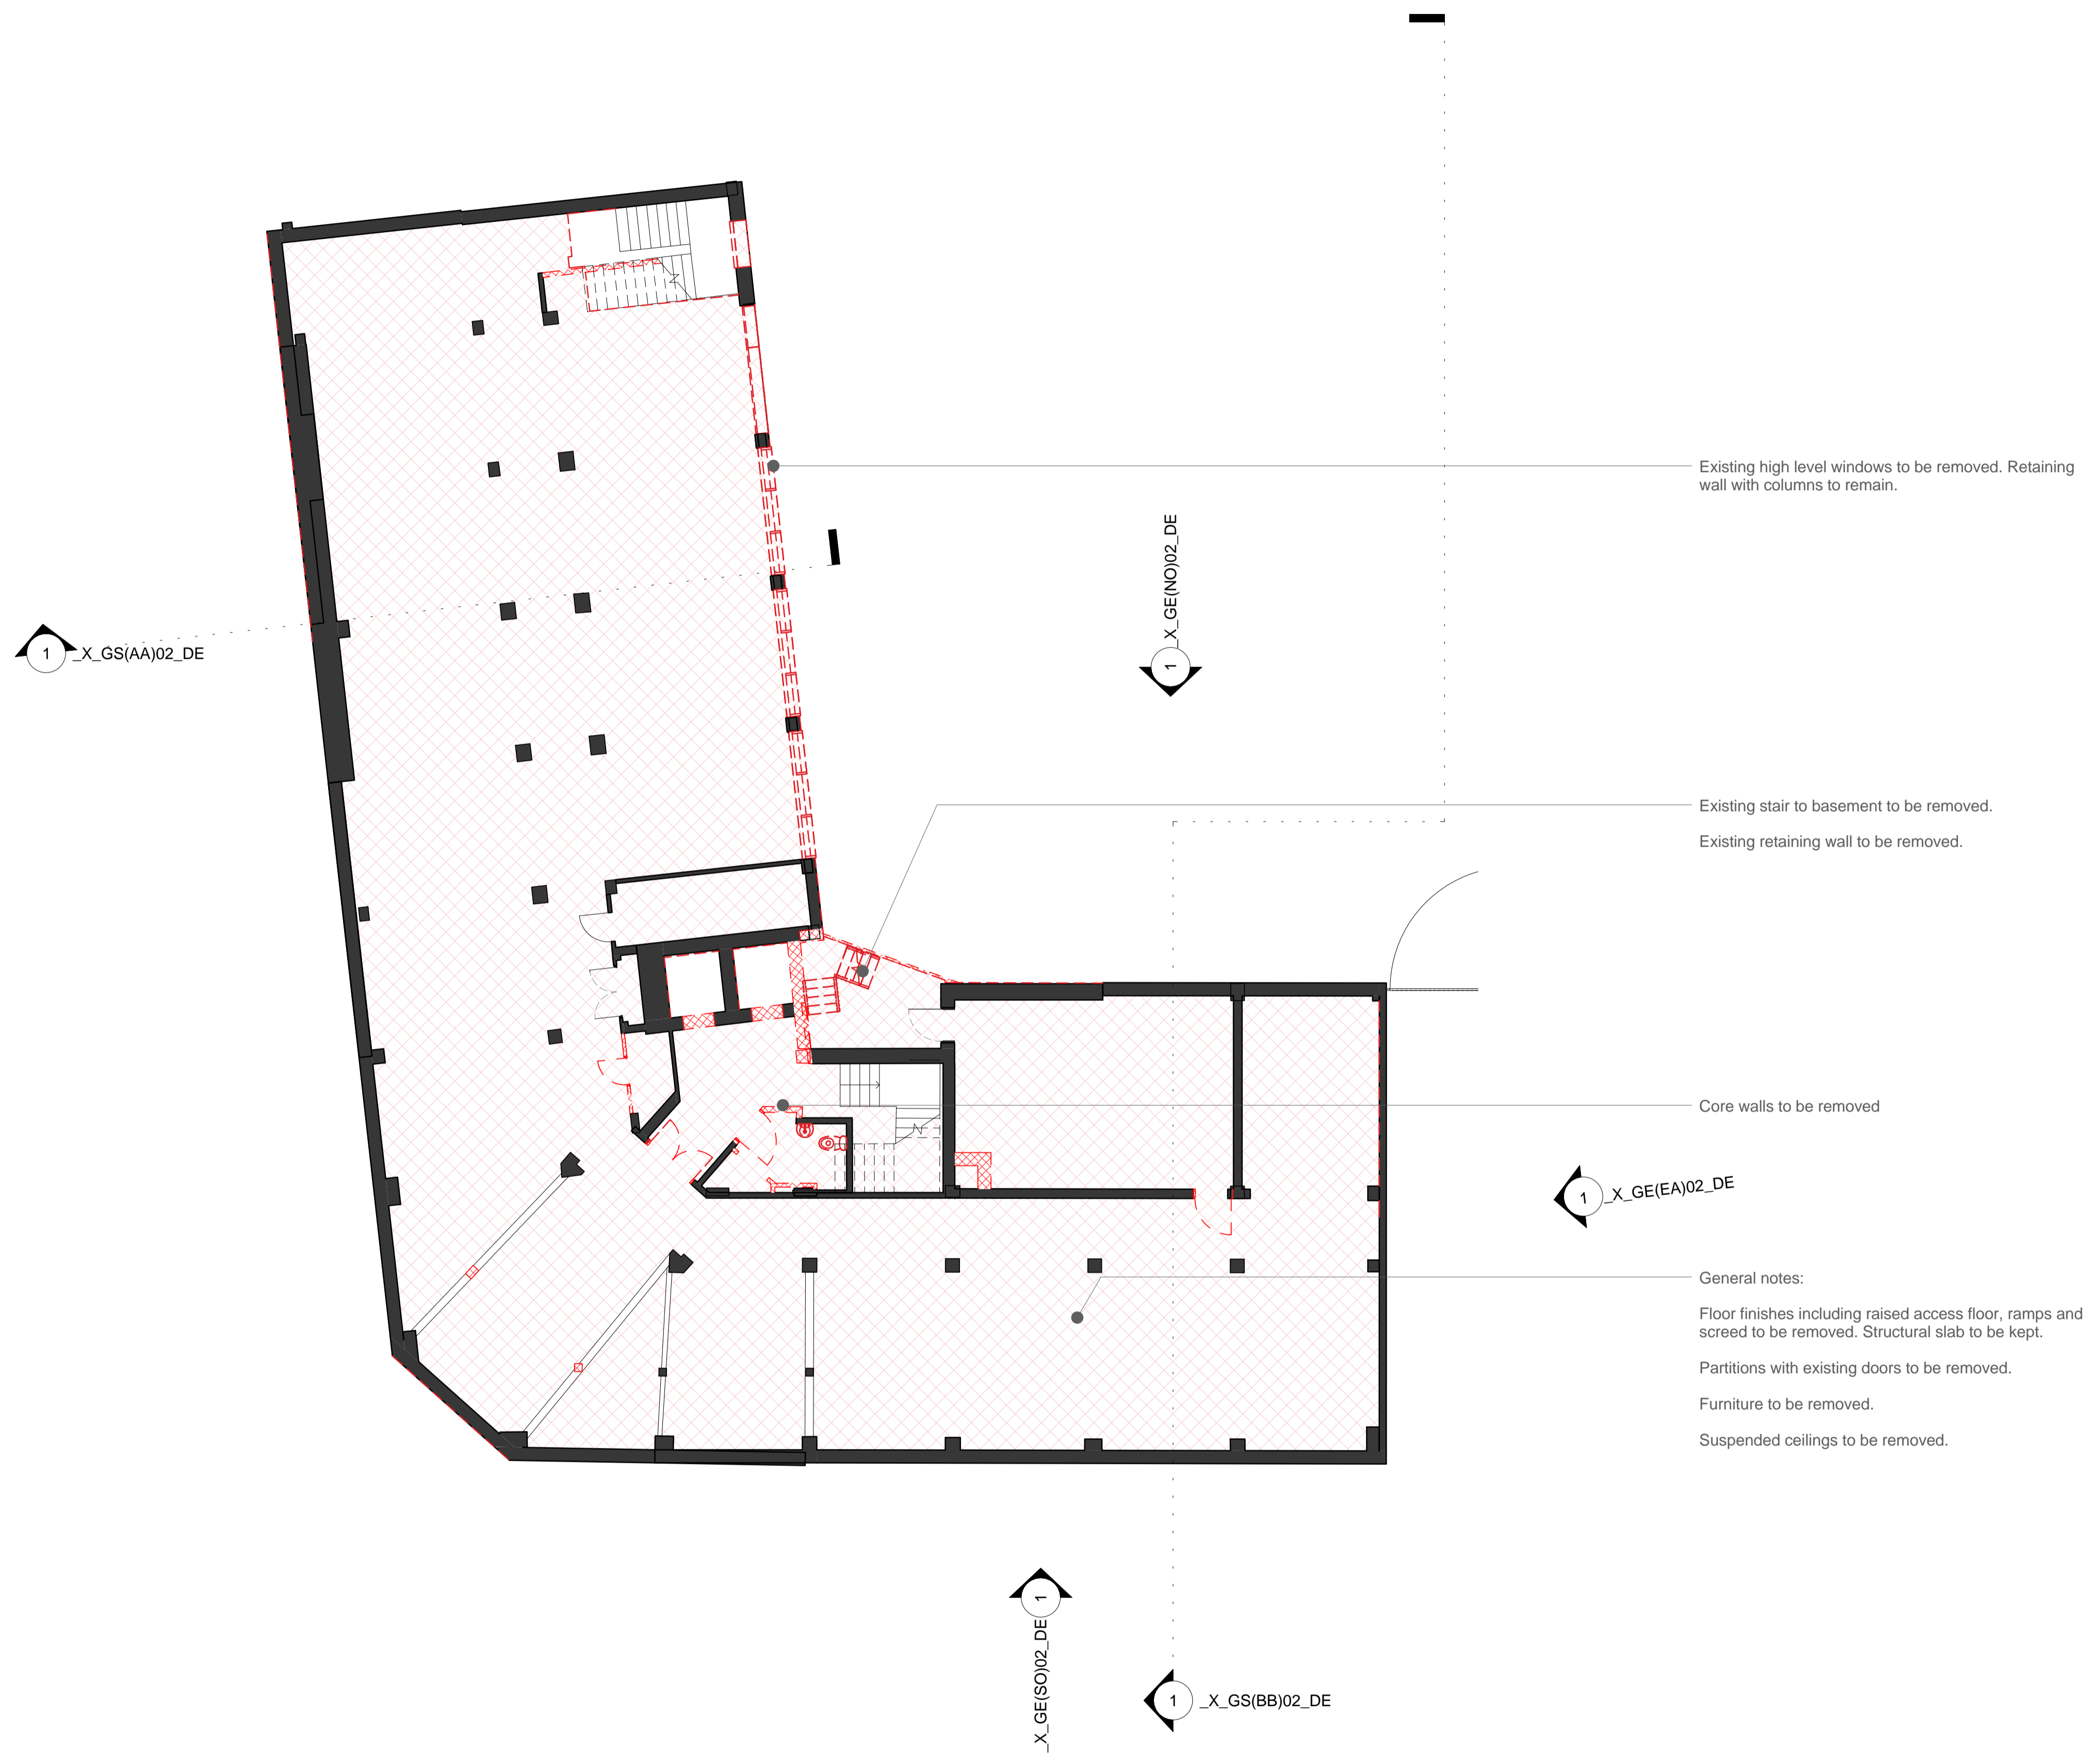 Existing high level windows to be removed. Retaining
wall with columns to remain.
_X_GE(NO)02_DE
1
1
_X_GS(AA)02_DE
Existing stair to basement to be removed.
Existing retaining wall to be removed.
Core walls to be removed
1
_X_GE(EA)02_DE
General notes:
Floor finishes including raised access floor, ramps and
screed to be removed. Structural slab to be kept.
Partitions with existing doors to be removed.
Furniture to be removed.
Suspended ceilings to be removed.
1
_X_GE(SO)02_DE
1
_X_GS(BB)02_DE